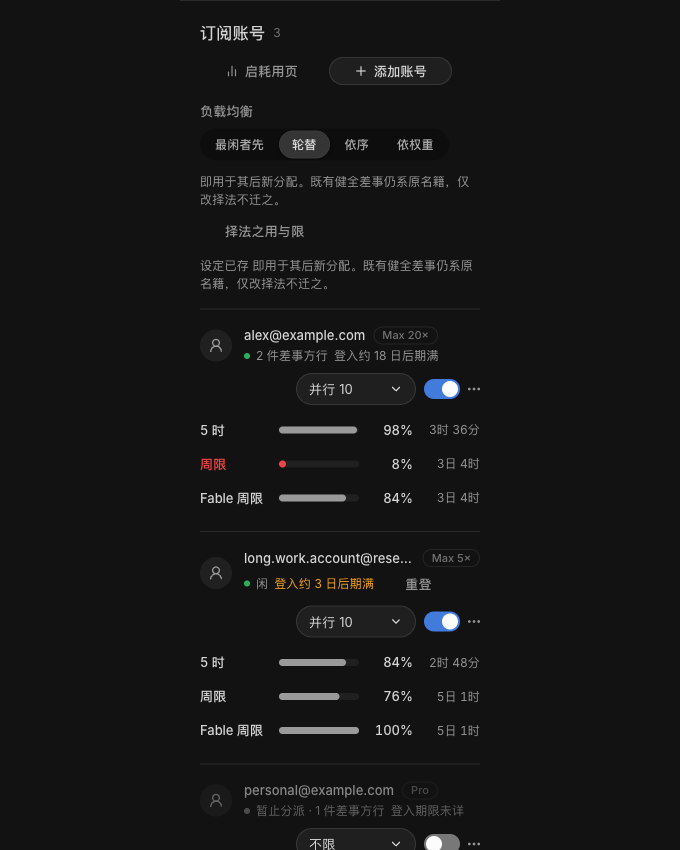 订阅账号 3
启耗用页 添加账号
负载均衡
最闲者先 轮替 依序 依权重
即用于其后新分配。既有健全差事仍系原名籍，仅
改择法不迁之。
择法之用与限
设定已存 即用于其后新分配。既有健全差事仍系原
名籍，仅改择法不迁之。
alex@example.com Max 20×
2 件差事方行 登入约 18 日后期满
并行 10
5 时 98% 3时 36分
周限 8% 3日 4时
Fable 周限 84% 3日 4时
long.work.account@rese... Max 5×
闲 登入约 3 日后期满 重登
并行 10
5 时 84% 2时 48分
周限 76% 5日 1时
Fable 周限 100% 5日 1时
personal@example.com Pro
暂止分派 · 1 件差事方行 登入期限未详
不限